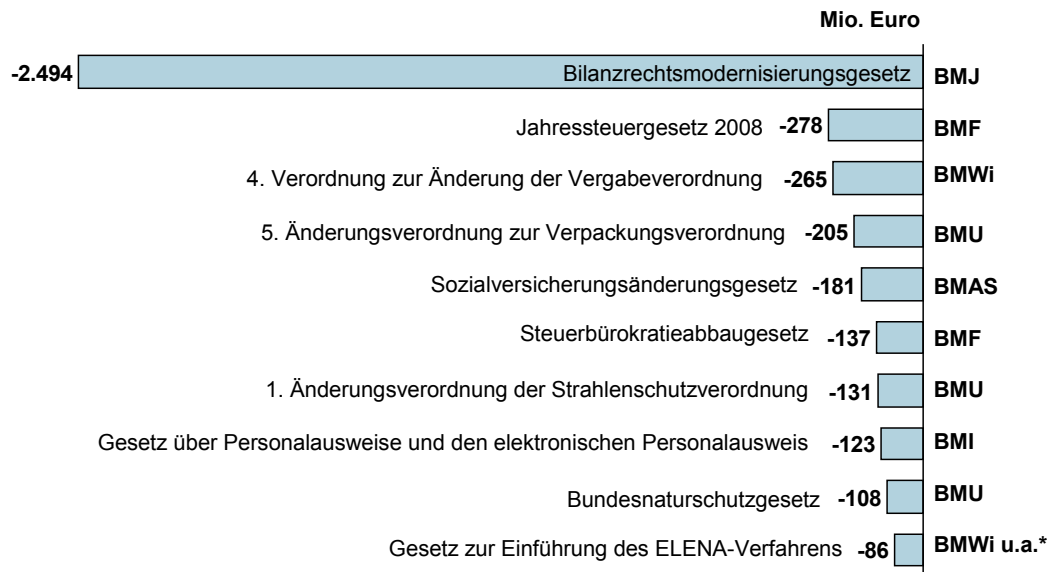 Mio. Euro
-2.494 Bilanzrechtsmodernisierungsgesetz BMJ
Jahressteuergesetz 2008 -278 BMF
4. Verordnung zur Änderung der Vergabeverordnung -265 BMWi
5. Änderungsverordnung zur Verpackungsverordnung -205 BMU
Sozialversicherungsänderungsgesetz -181 BMAS
Steuerbürokratieabbaugesetz -137 BMF
1. Änderungsverordnung der Strahlenschutzverordnung -131 BMU
Gesetz über Personalausweise und den elektronischen Personalausweis -123 BMI
Bundesnaturschutzgesetz -108 BMU
Gesetz zur Einführung des ELENA-Verfahrens -86 BMWi u.a.*